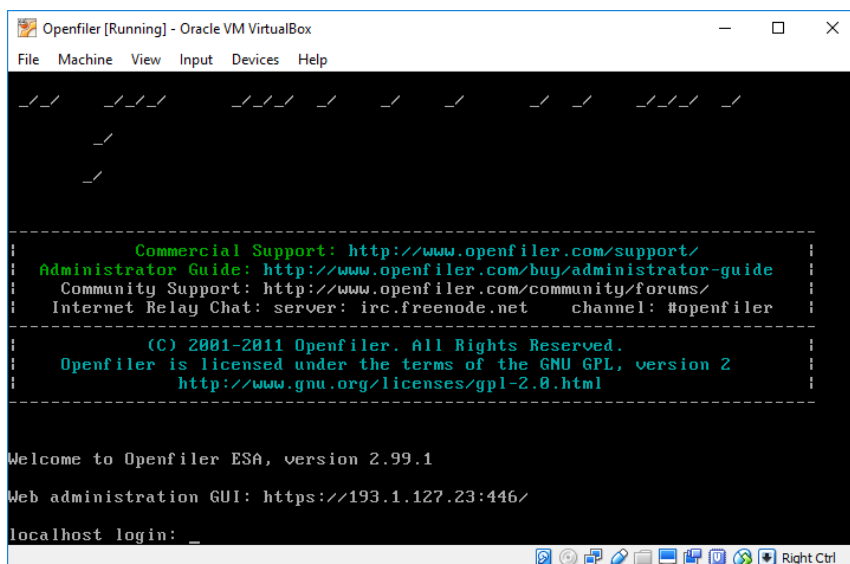 Openfiler [Running] - Oracle VM VirtualBox
File Machine View Input Devices Help
Commercial Support: http://www.openfiler.com/support/
Administrator Guide: http://www.openfiler.com/buy/administrator-guide
Community Support: http://www.openfiler.com/community/forums/
Internet Relay Chat: server: irc.freenode.net channel: #openfiler
(C) 2001-2011 Openfiler. All Rights Reserved.
Openfiler is licensed under the terms of the GNU GPL, version 2
http://www.gnu.org/licenses/gpl-2.0.html
Welcome to Openfiler ESA, version 2.99.1
Web administration GUI: https://193.1.127.23:446/
localhost login: _
Right Ctrl